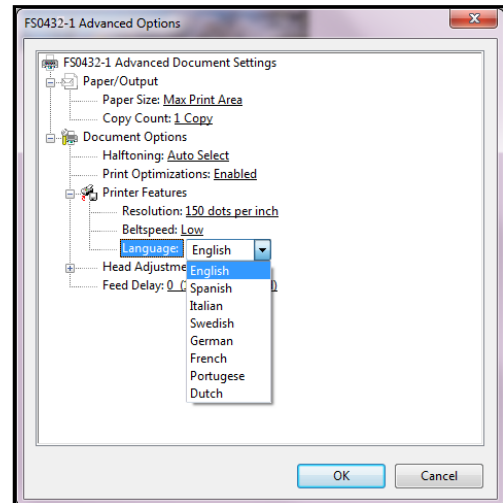 FS0432-1 Advanced Options
FS0432-1 Advanced Document Settings
Paper/Output
Paper Size: Max Print Area
Copy Count: 1 Copy
Document Options
Halftoning: Auto Select
Print Optimizations: Enabled
Printer Features
Resolution: 150 dots per inch
Beltspeed: Low
Language: English
Head Adjustme
Feed Delay: 0
English
Spanish
Italian
Swedish
German
French
Portugese
Dutch
OK
Cancel